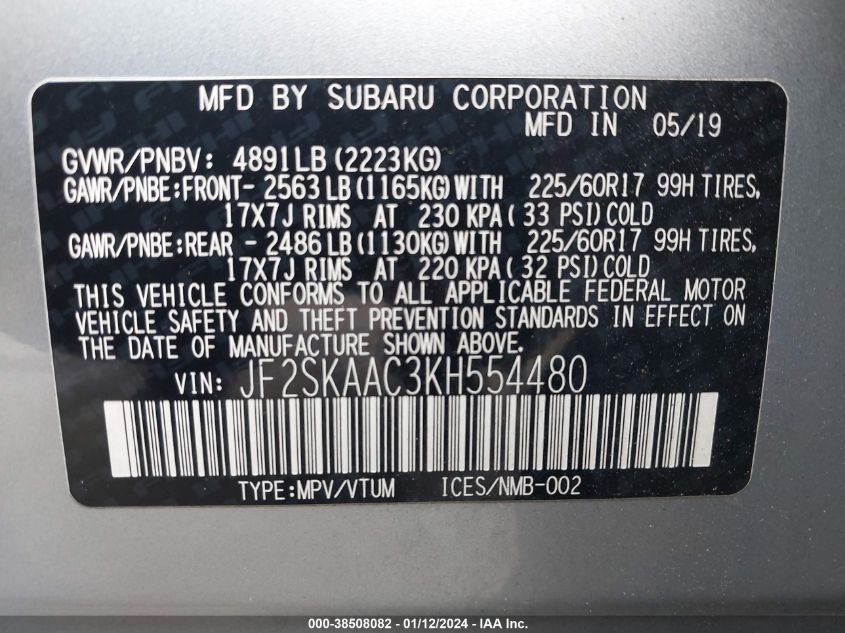 MFD BY SUBARU CORPORATION
MFD IN 05/19
GVWR/PNBV: 4891LB (2223KG)
GAWR/PNBE:FRONT- 2563 LB (1165KG) WITH 225/60R17 99H TIRES,
17X7J RIMS AT 230 KPA ( 33 PSI) COLD
GAWR/PNBE:REAR - 2486 LB (1130KG) WITH 225/60R17 99H TIRES,
17X7J RIMS AT 220 KPA ( 32 PSI) COLD
THIS VEHICLE CONFORMS TO ALL APPLICABLE FEDERAL MOTOR
VEHICLE SAFETY AND THEFT PREVENTION STANDARDS IN EFFECT ON
THE DATE OF MANUFACTURE SHOWN ABOVE.
VIN: JF2SKAAC3KH554480
TYPE:MPV/VTUM ICES/NMB-002
000-38508082 - 01/12/2024 - IAA Inc.